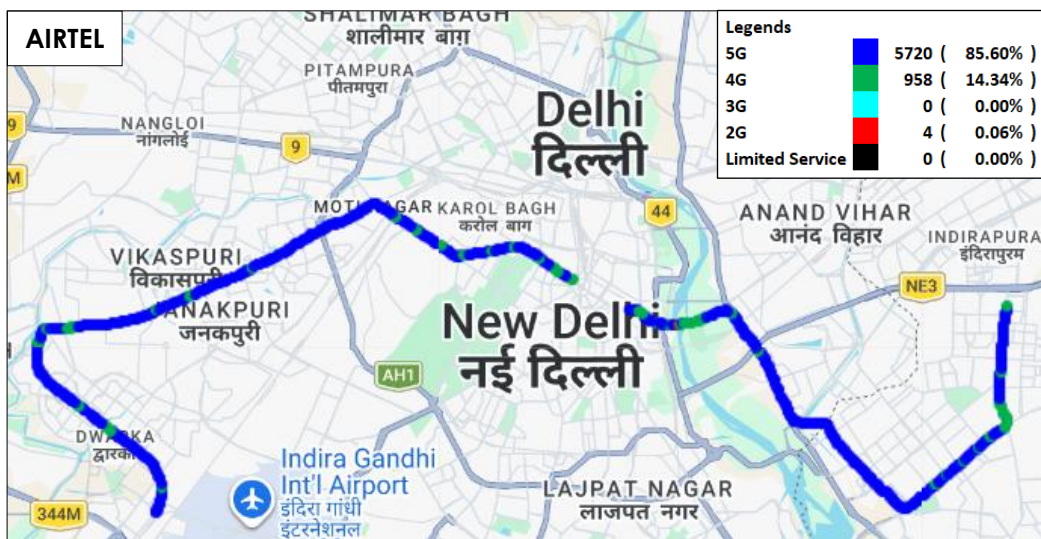 AIRTEL
SHALIMAR BAGH
शालीमार बाग़
PITAMPURA
पीतमपुरा
NANGLOI
नांगलोई
9
9
M
Delhi
दिल्ली
Legends
5G 5720 ( 85.60% )
4G 958 ( 14.34% )
3G 0 ( 0.00% )
2G 4 ( 0.06% )
Limited Service 0 ( 0.00% )
44
KAROL BAGH
करोल बाग
ANAND VIHAR
आनंद विहार
INDIRAPURA
इंदिरापुरम
VIKASPURI
NE3
ANAKPURI
जनकपुरी
New Delhi
नई दिल्ली
AH1
DWARKA
द्वारका
Indira Gandhi
Int'l Airport
इंदिरा गांधी
इंटरनेशनल
LAJPAT NAGAR
लाजपत नगर
344M